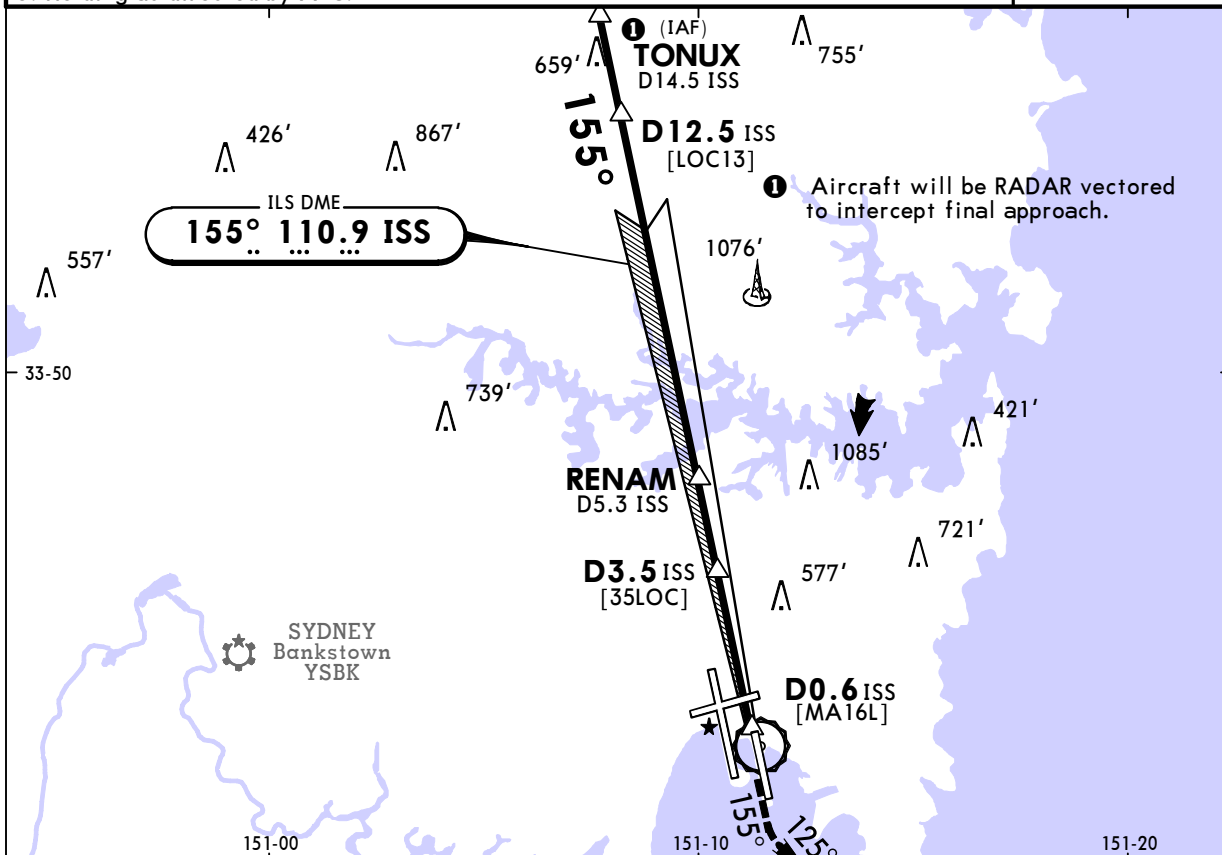 ❶ (IAF)
TONUX
D14.5 ISS
659'
755'
155°
D12.5 ISS
[LOC13]
426'
867'
❶ Aircraft will be RADAR vectored
to intercept final approach.
ILS DME
155° 110.9 ISS
557'
1076'
33-50
739'
421'
1085'
RENAM
D5.3 ISS
721'
D3.5 ISS
[35LOC]
577'
SYDNEY
Bankstown
YSBK
D0.6 ISS
[MA16L]
155°
125°
151-00
151-10
151-20